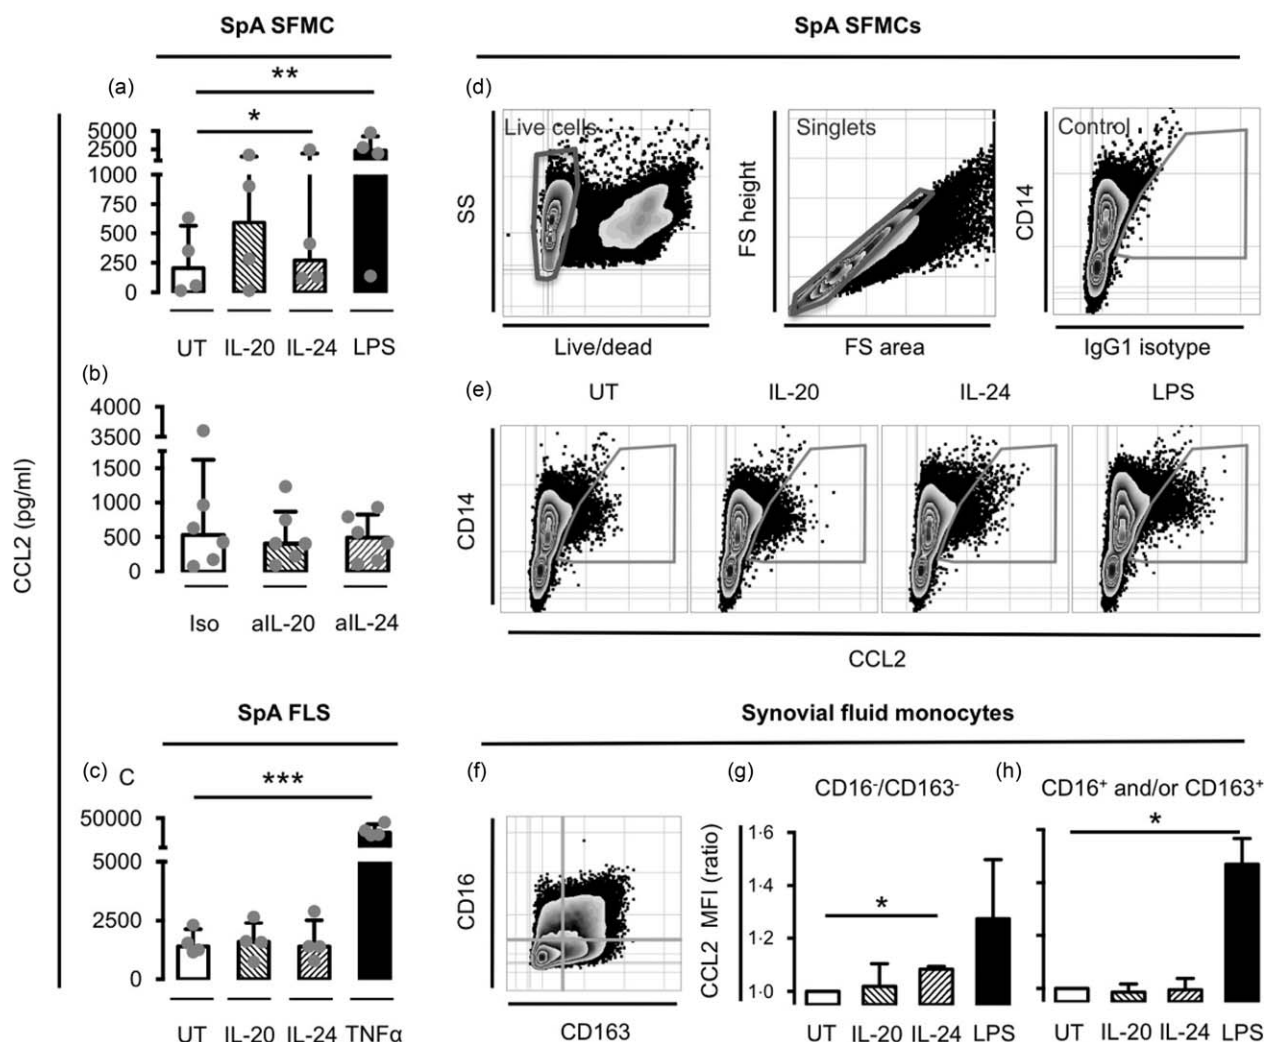 SpA SFMC
SpA SFMCs
(a)
**
*
5000
2500
1000
750
500
250
0
UT IL-20 IL-24 LPS
(d)
Live cells
SS
Live/dead
Singlets
FS height
FS area
Control
CD14
IgG1 isotype
(b)
4000
3500
1500
1000
500
0
Iso aIL-20 aIL-24
CCL2 (pg/ml)
(e)
UT IL-20 IL-24 LPS
CD14
CCL2
SpA FLS
Synovial fluid monocytes
(c) C
***
50000
5000
2500
0
UT IL-20 IL-24 TNFα
(f)
CD16
CD163
(g)
CD16-/CD163-
*
CCL2 MFI (ratio)
1·6
1·4
1·2
1·0
UT IL-20 IL-24 LPS
(h)
CD16+ and/or CD163+
*
UT IL-20 IL-24 LPS